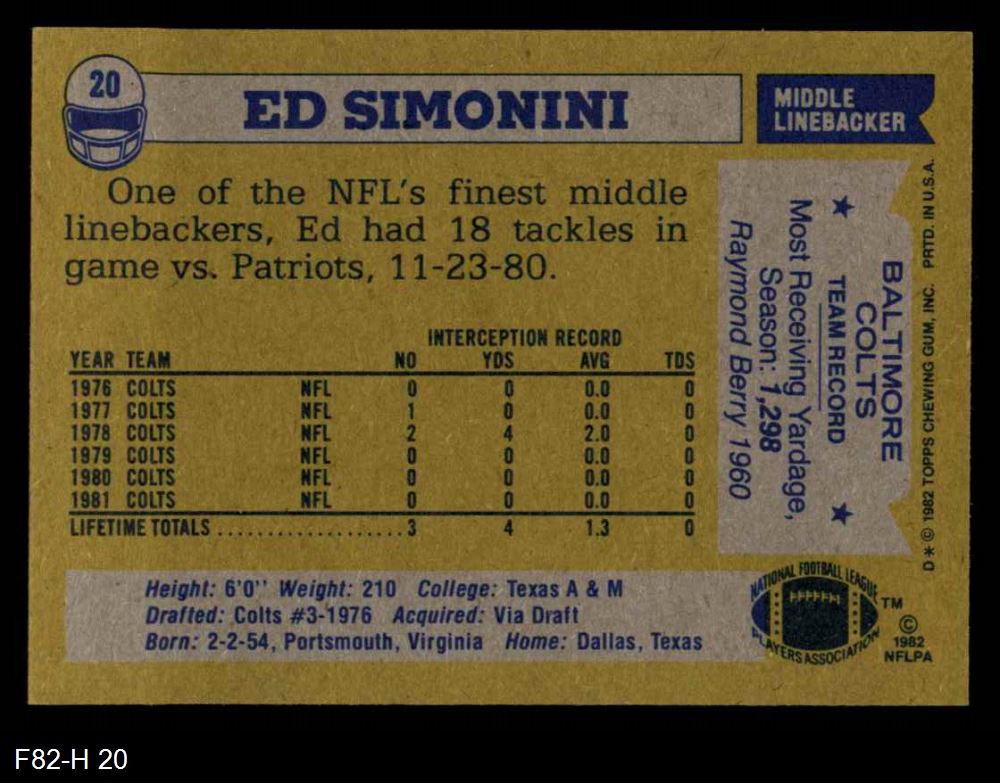 20
ED SIMONINI
MIDDLE
LINEBACKER
One of the NFL's finest middle
linebackers, Ed had 18 tackles in
game vs. Patriots, 11-23-80.
INTERCEPTION RECORD
YEAR TEAM NO YDS AVG TDS
1976 COLTS NFL 0 0 0.0 0
1977 COLTS NFL 1 0 0.0 0
1978 COLTS NFL 2 4 2.0 0
1979 COLTS NFL 0 0 0.0 0
1980 COLTS NFL 0 0 0.0 0
1981 COLTS NFL 0 0 0.0 0
LIFETIME TOTALS ..................3 4 1.3 0
Height: 6'0'' Weight: 210 College: Texas A & M
Drafted: Colts #3-1976 Acquired: Via Draft
Born: 2-2-54, Portsmouth, Virginia Home: Dallas, Texas
BALTIMORE
COLTS
★ TEAM RECORD ★
Most Receiving Yardage,
Season: 1,298
Raymond Berry 1960
D * © 1982 TOPPS CHEWING GUM, INC. PRTD. IN U.S.A.
NATIONAL FOOTBALL LEAGUE
PLAYERS ASSOCIATION
TM
©
1982
NFLPA
F82-H 20